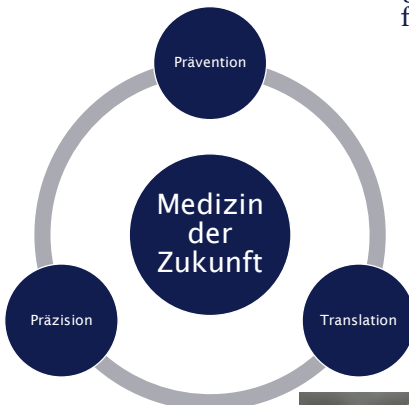 Prävention
Medizin
der
Zukunft
Präzision
Translation